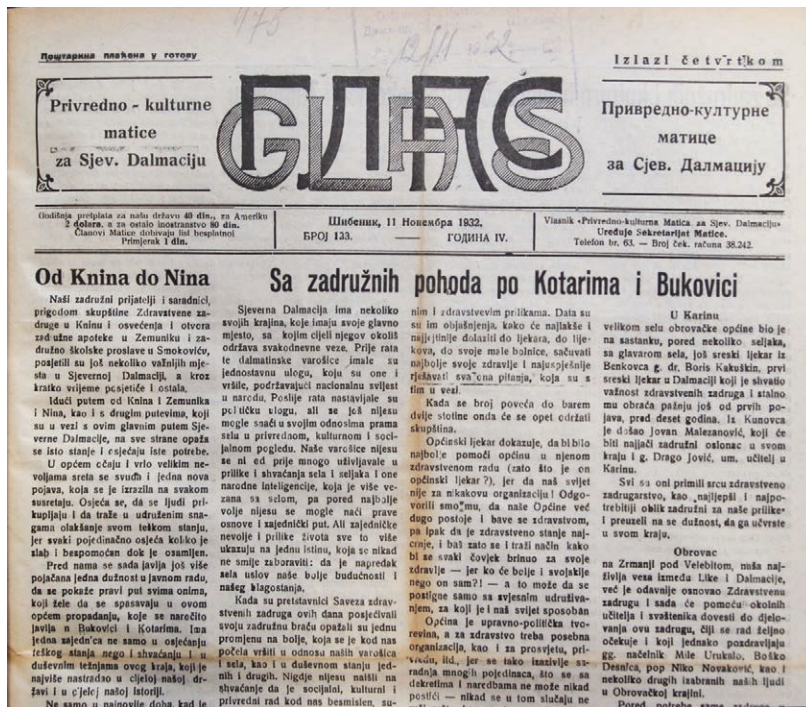 475
12/11 32
Поштарина плаћена у готову
Izlazi četvrtkom
Privredno - kulturne
matice
za Sjev. Dalmaciju
ГЛАС
GLAS
Привредно-културне
матице
за Сјев. Далмацију
Godišnja pretplata za našu državu 40 din., za Ameriku
2 dolara, a za ostalo inostranstvo 80 din.
Članovi Matice dobivaju list besplatno!
Primjerak 1 din.
Шибеник, 11 Новембра 1932.
БРОЈ 133. —— ГОДИНА IV.
Vlasnik «Privredno-kulturna Matica za Sjev. Dalmaciju»
Uređuje Sekretarijat Matice.
Telefon br. 63. — Broj ček. računa 38.242.
Od Knina do Nina
Naši zadružni prijatelji i saradnici,
prigodom skupštine Zdravstvene za-
druge u Kninu i osvećenja i otvora
zadružne apoteke u Zemuniku i za-
družno školske proslave u Smokoviću,
posjetili su još nekoliko važnijih mje-
sta u Sjevernoj Dalmaciji, a kroz
kratko vrijeme posjetiće i ostala.
Idući putem od Knina i Zemunika
i Nina, kao i s drugim putevima, koji
su u vezi s ovim glavnim putem Sje-
verne Dalmacije, na sve strane opaža
se isto stanje i osjećaju iste potrebe.
U općem očaju i vrlo velikim ne-
voljama sreta se svuda i jedna nova
pojava, koja se je izrazila na svakom
susretaju. Osjeća se, da se ljudi pri-
kupljaju i da traže u udruženim sna-
gama olakšanje svom teškom stanju,
jer svaki pojedinačno osjeća koliko je
slab i bespomoćan dok je osamljen.
Pred nama se sada javlja još više
pojačana jedna dužnost u javnom radu,
da se pokaže pravi put svima onima,
koji žele da se spasavaju u ovom
općem propadanju, koje se naročito
javlja u Bukovici i Kotarima. Ima
jedna zajednica ne samo u osjećanju
teškog stanja nego i shvaćanja i u
duševnim težnjama ovog kraja, koji je
najviše nastradao u cijeloj našoj dr-
žavi i u cijeloj našoj istoriji.
Ne samo u najnovije doba, kad je
Sa zadružnih pohoda po Kotarima i Bukovici
Sjeverna Dalmacija ima nekoliko
svojih krajina, koje imaju svoje glavno
mjesto, sa kojim cijeli njegov okoliš
održava svakodnevne veze. Prije rata
te dalmatinske varošice imale su
jednostavnu ulogu, koju su one i
vršile, podržavajući nacionalnu svijest
u narodu. Poslije rata nastavljale su
političku ulogu, ali se još nijesu
mogle snaći u svojim odnosima prama
selu u privrednom, kulturnom i soci-
jalnom pogledu. Naše varošice nijesu
se ni ed prije mnogo uživljavale u
prilike i shvaćanja sela i seljaka i one
narodne inteligencije, koja je više ve-
zana sa selom, pa pored najbolje
volje nijesu se mogle naći prave
osnove i zajednički put. Ali zajedničke
nevolje i prilike života sve to više
ukazuju na jednu istinu, koja se nikad
ne smije zaboraviti: da je napredak
sela uslov naše bolje budućnosti i
našeg blagostanja.
Kada su pretstavnici Saveza zdrav-
stvenih zadruga ovih dana posjećivali
svoju zadružnu braću opažali su jednu
promjenu na bolje, koja se je kod nas
počela vršiti u odnosu naših varošica
i sela, kao i u duševnom stanju jed-
nih i drugih. Nigdje nijesu naišli na
shvaćanje da je socijalni, kulturni i
privredni rad kod nas besmislen, su-
nim i zdravstvevim prilikama. Data su
su im objašnjenja, kako će najlakše i
najjeftinije dolaziti do ljekara, do lije-
kova, do svoje male bolnice, sačuvati
najbolje svoje zdravlje i najuspješnije
rješavati sva ona pitanja, koja su s
tim u vezi.
Kada se broj poveća do barem
dvije stotine onda će se opet održati
skupština.
Općinski ljekar dokazuje, da bi bilo
najbolje pomoći općinu u njenom
zdravstvenom radu (zato što je on
općinski ljekar?), jer da naš svijet
nije za nikakovu organizaciju! Odgo-
vorili smo mu, da naše Općine već
dugo postoje i bave se zdravstvom,
pa ipak da je zdravstveno stanje naj-
crnje, i baš zato se i traži način kako
bi se svaki čovjek brinuo za svoje
zdravlje — jer ko će bolje i svojskije
nego on sam?! — a to može da se
postigne samo sa svjesnim udruživa-
njem, za koji je i naš svijet sposoban
Općina je upravno-politička tvo-
revina, a za zdravstvo treba posebna
organizacija, kao i za prosvjetu, pri-
vredu, itd., jer se tako izazivlje sa-
radnja mnogih pojedinaca, što se sa
dekretima i naredbama ne može nikad
postići — nikad se u tom slučaju ne
U Karinu
velikom selu obrovačke općine bio je
na sastanku, pored nekoliko seljaka,
sa glavarom sela, još sreski ljekar iz
Benkovca g. dr. Boris Kakuškin, prvi
sreski ljekar u Dalmaciji koji je shvatio
važnost zdravstvenih zadruga i stalno
mu obraća pažnju još od prvih po-
java, pred deset godina. Iz Kunovca
je došao Jovan Malezanović, koji će
biti najjači zadružni oslonac u svom
kraju i g. Drago Jović, um. učitelj u
Karinu.
Svi su oni primili srcu zdravstveno
zadrugarstvo, kao „najljepši i najpo-
trebitiji oblik zadružni za naše prilike"
i preuzeli na se dužnost, da ga učvrste
u svom kraju.
Obrovac
na Zrmanji pod Velebitom, naša naj-
življa veza između Like i Dalmacije,
već je odavnije osnovao Zdravstvenu
zadrugu i sada će pomoću okolnih
učitelja i svaštenika dovesti do djelo-
vanja ovu zadrugu, čiji se rad željno
očekuje i koji jednako pozdravljaju
gg. načelnik Mile Urukalo, Boško
Desnica, pop Niko Novaković, kao i
nekoliko drugih izabranih naših ljudi
u Obrovačkoj krajini.
Pored potrebe same zadruge u